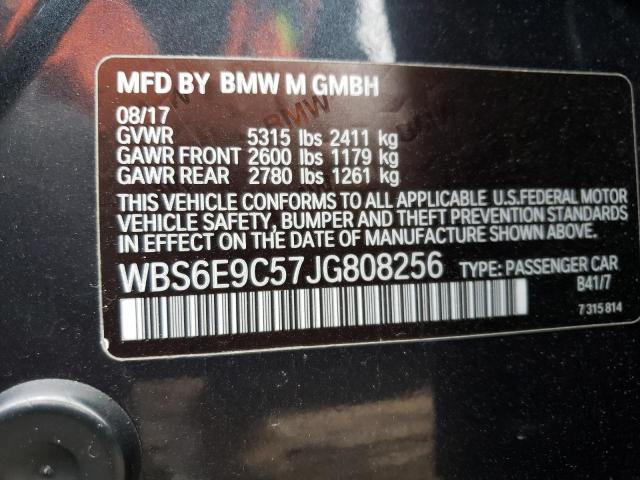 MFD BY BMW M GMBH
08/17
GVWR 5315 lbs 2411 kg
GAWR FRONT 2600 lbs 1179 kg
GAWR REAR 2780 lbs 1261 kg
THIS VEHICLE CONFORMS TO ALL APPLICABLE U.S.FEDERAL MOTOR
VEHICLE SAFETY, BUMPER AND THEFT PREVENTION STANDARDS
IN EFFECT ON THE DATE OF MANUFACTURE SHOWN ABOVE.
WBS6E9C57JG808256 TYPE: PASSENGER CAR
B41/7
7 315 814
BMW